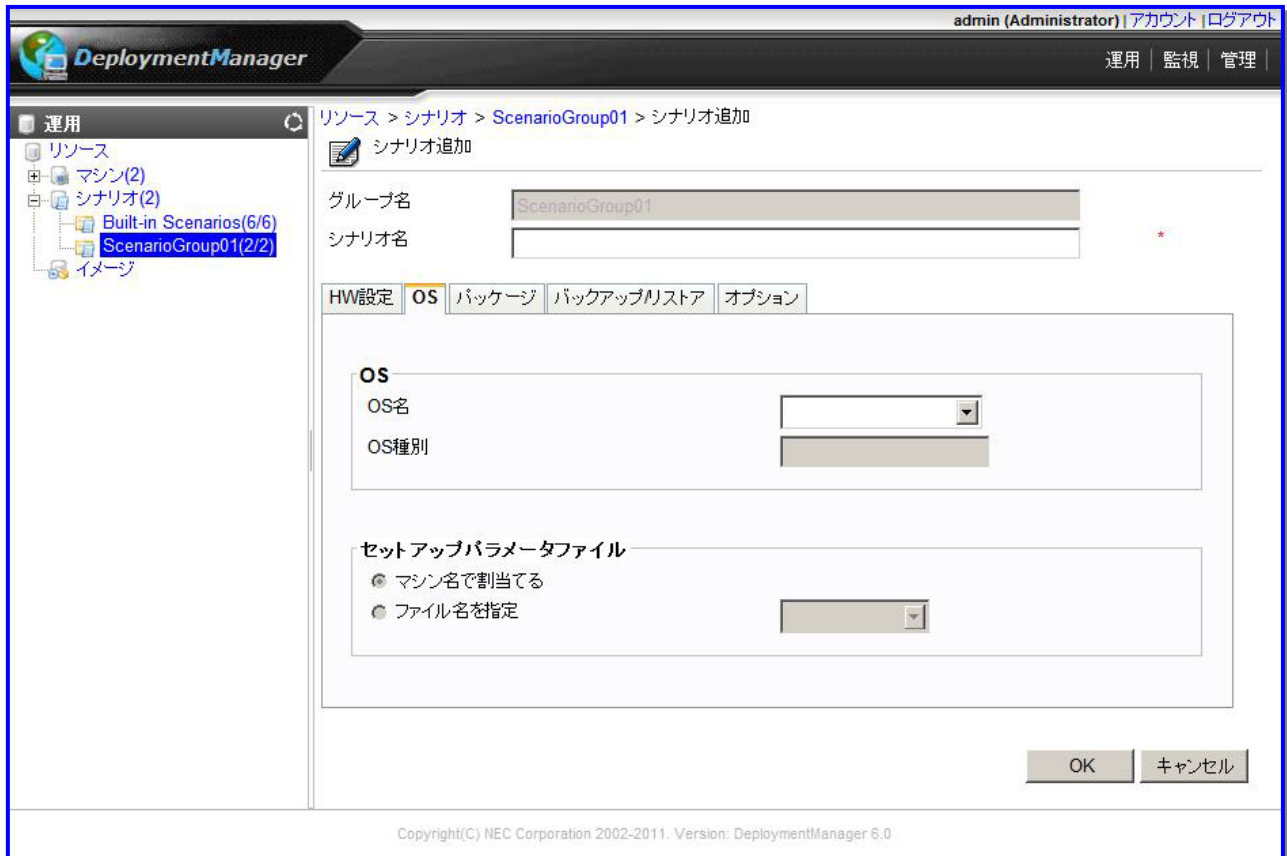 admin (Administrator) | アカウント | ログアウト
DeploymentManager
運用 | 監視 | 管理 |
運用
リソース
マシン(2)
シナリオ(2)
Built-in Scenarios(6/6)
ScenarioGroup01(2/2)
イメージ
リソース > シナリオ > ScenarioGroup01 > シナリオ追加
シナリオ追加
グループ名 ScenarioGroup01
シナリオ名 *
HW設定 OS パッケージ バックアップ/リストア オプション
OS
OS名
OS種別
セットアップパラメータファイル
マシン名で割当てる
ファイル名を指定
OK キャンセル
Copyright(C) NEC Corporation 2002-2011. Version: DeploymentManager 6.0